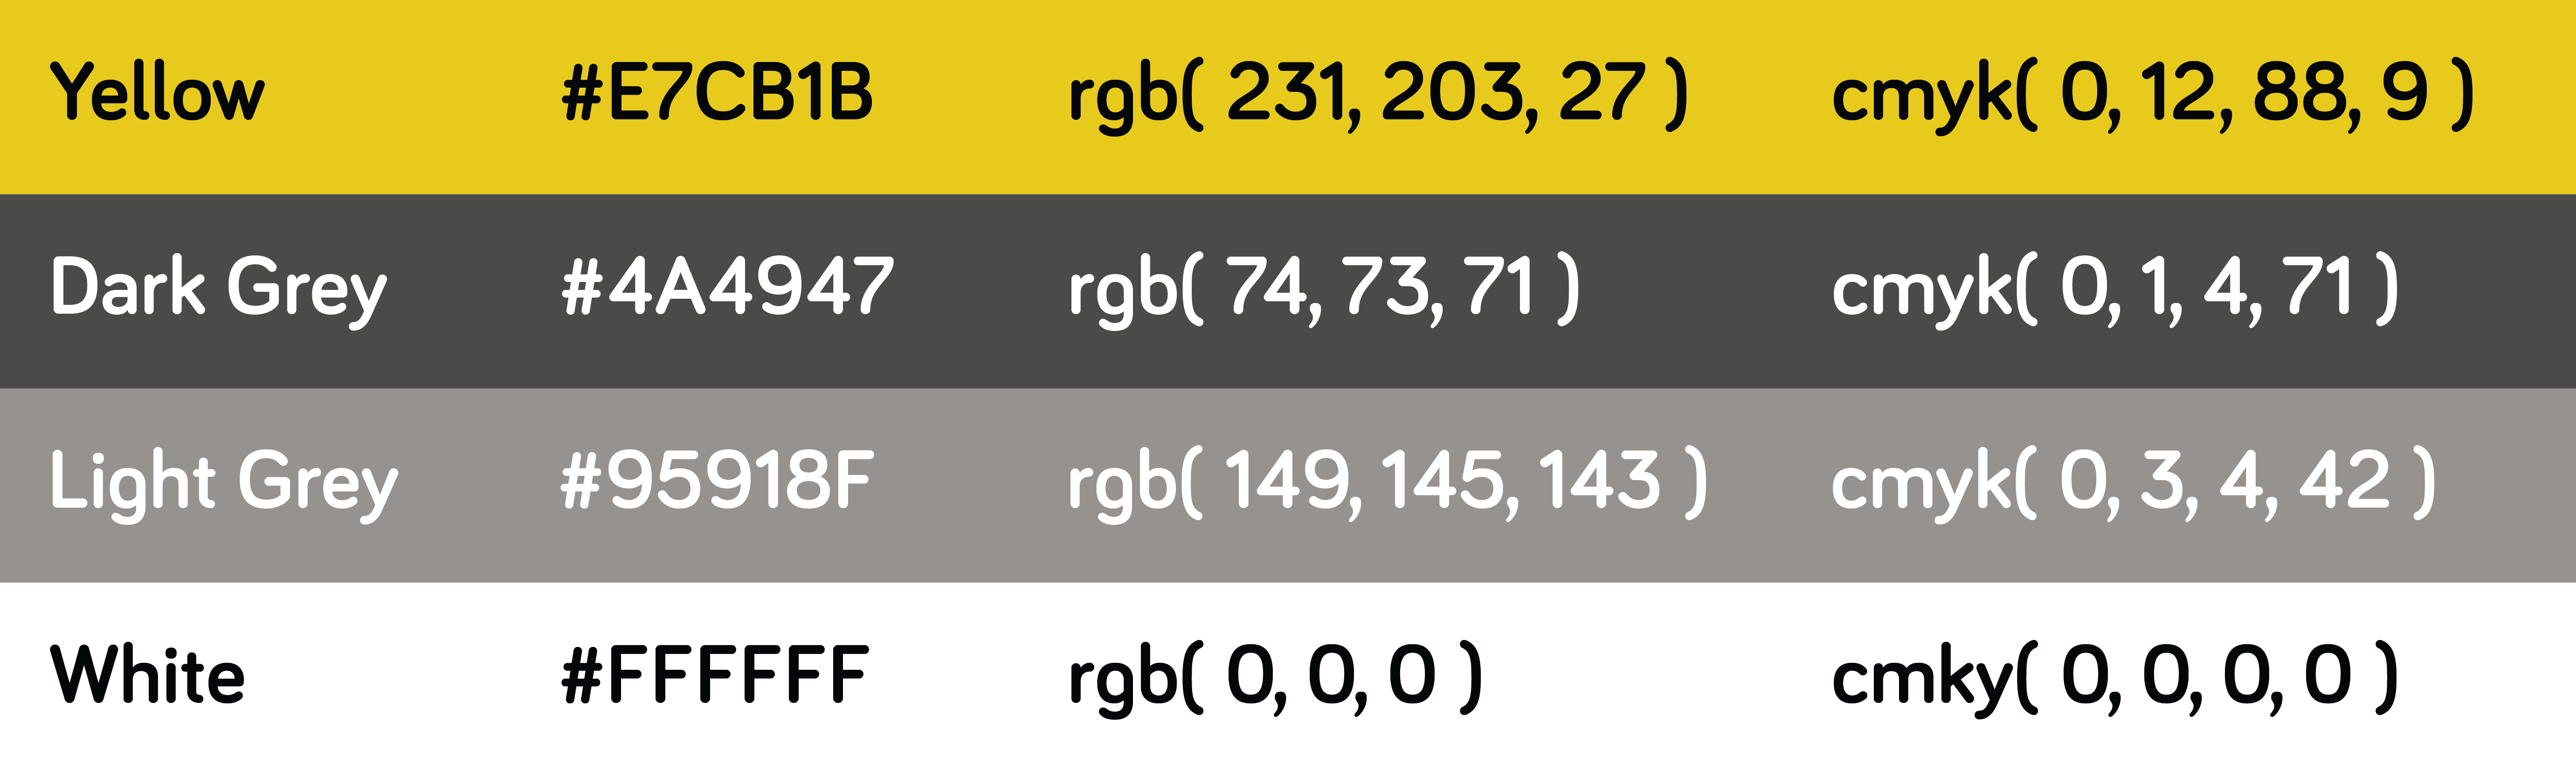 Yellow #E7CB1B rgb( 231, 203, 27 ) cmyk( 0, 12, 88, 9 )
Dark Grey #4A4947 rgb( 74, 73, 71 ) cmyk( 0, 1, 4, 71 )
Light Grey #95918F rgb( 149, 145, 143 ) cmyk( 0, 3, 4, 42 )
White #FFFFFF rgb( 0, 0, 0 ) cmky( 0, 0, 0, 0 )